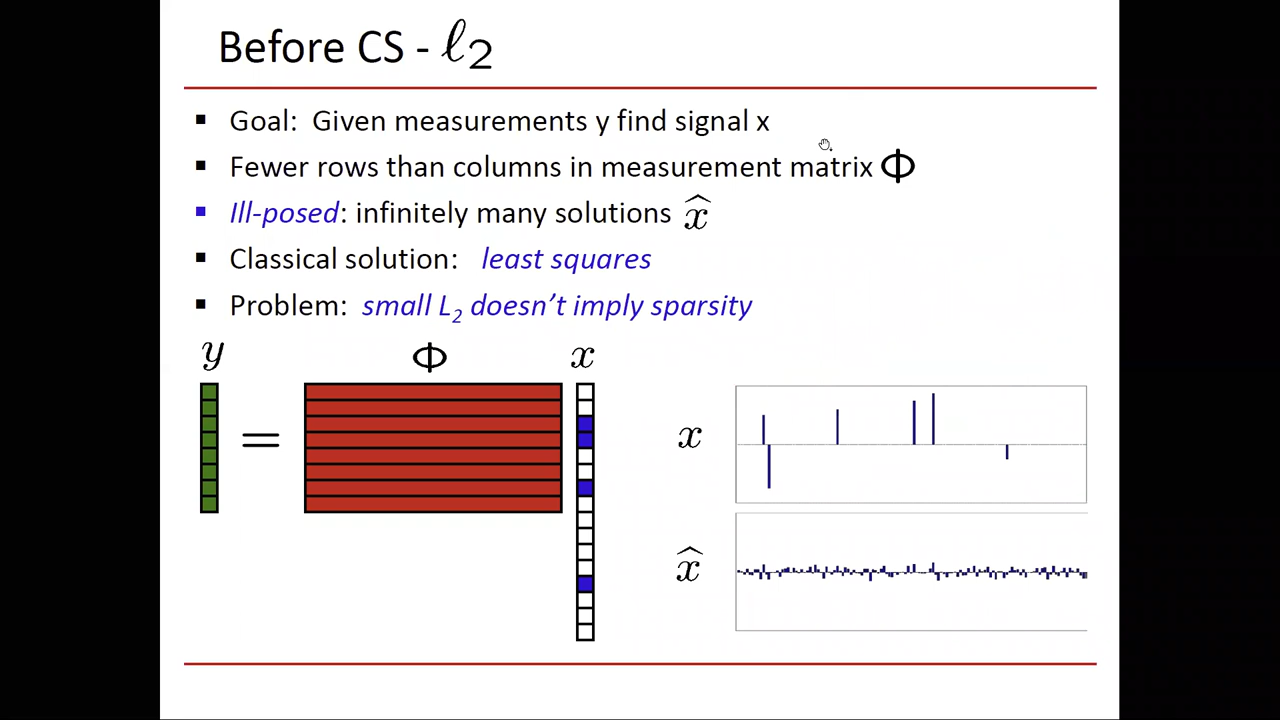 Before CS - ℓ2
Goal: Given measurements y find signal x
Fewer rows than columns in measurement matrix Φ
Ill-posed: infinitely many solutions x̂
Classical solution: least squares
Problem: small L2 doesn't imply sparsity
y Φ x
=
x
x̂